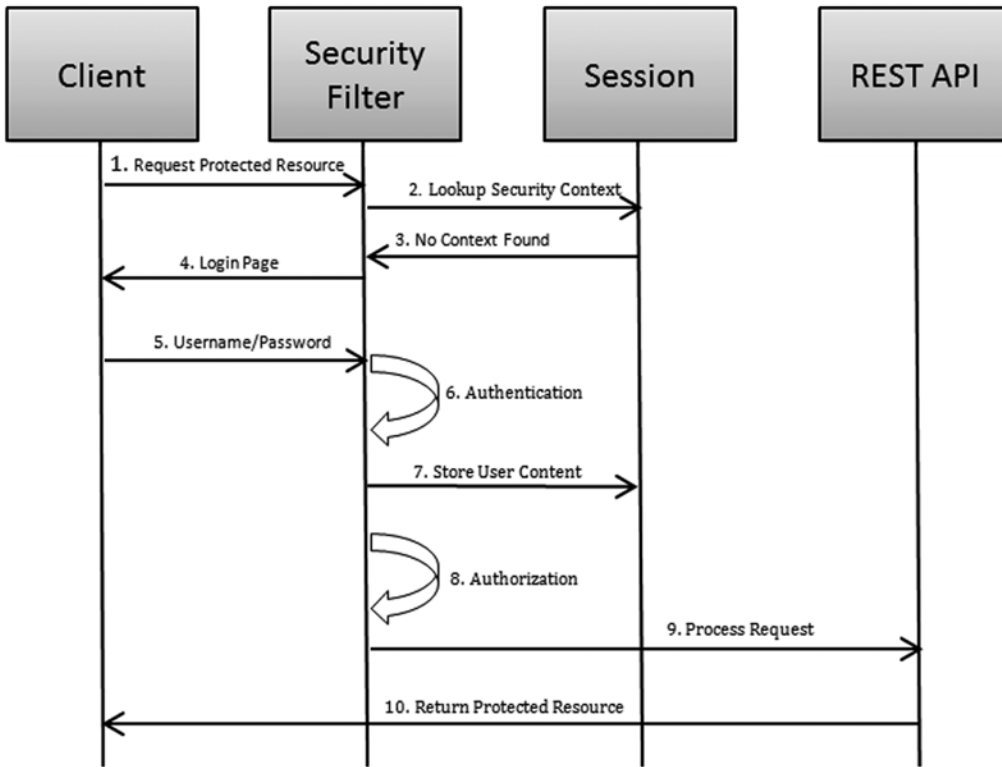 Client
Security
Filter
Session
REST API
1. Request Protected Resource
2. Lookup Security Context
3. No Context Found
4. Login Page
5. Username/Password
6. Authentication
7. Store User Content
8. Authorization
9. Process Request
10. Return Protected Resource